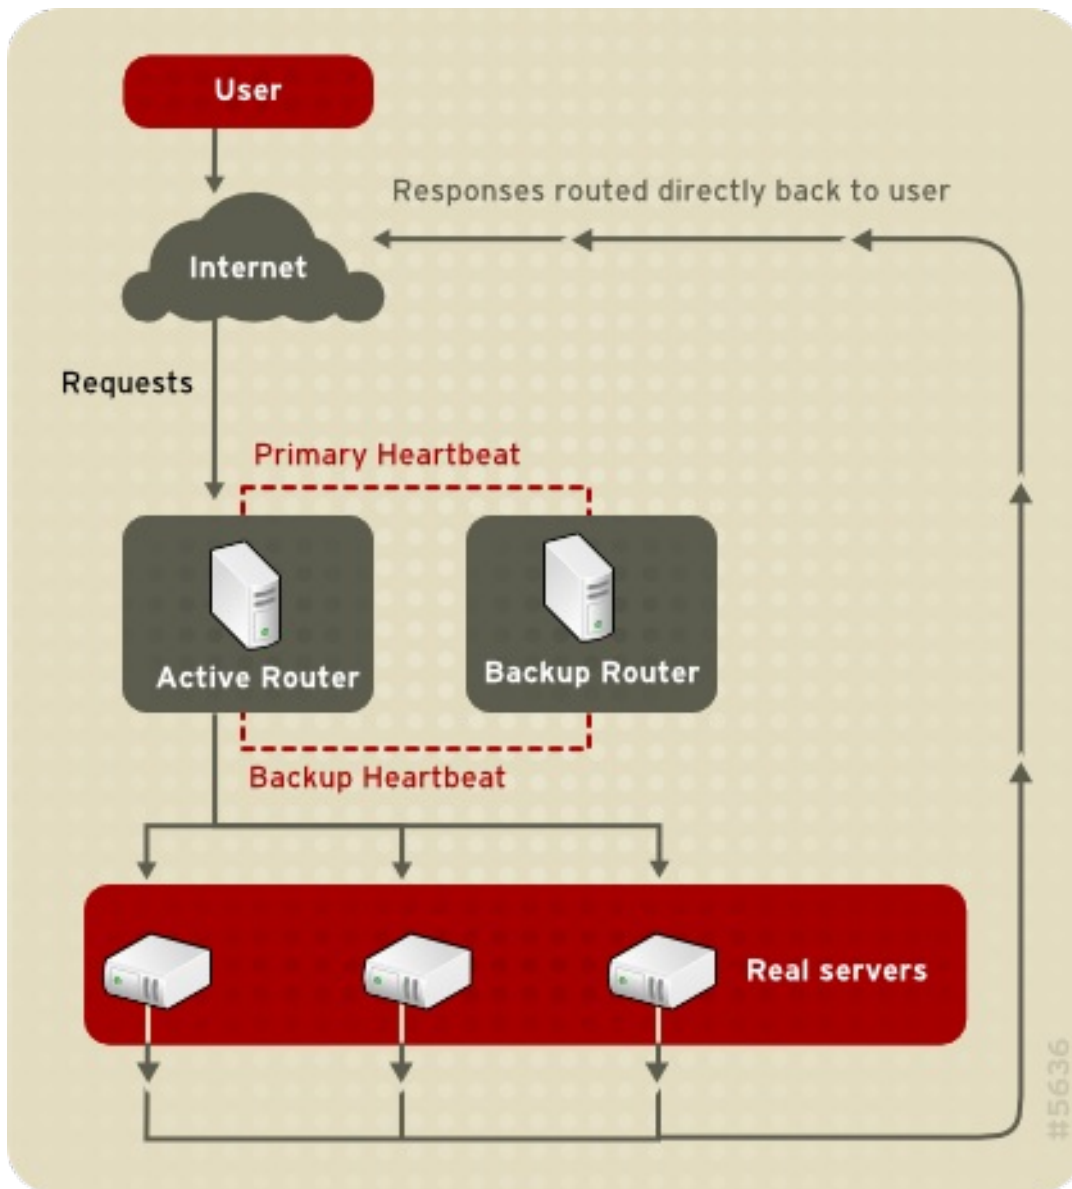 User
Responses routed directly back to user
Internet
Requests
Primary Heartbeat
Active Router
Backup Router
Backup Heartbeat
Real servers
#5636